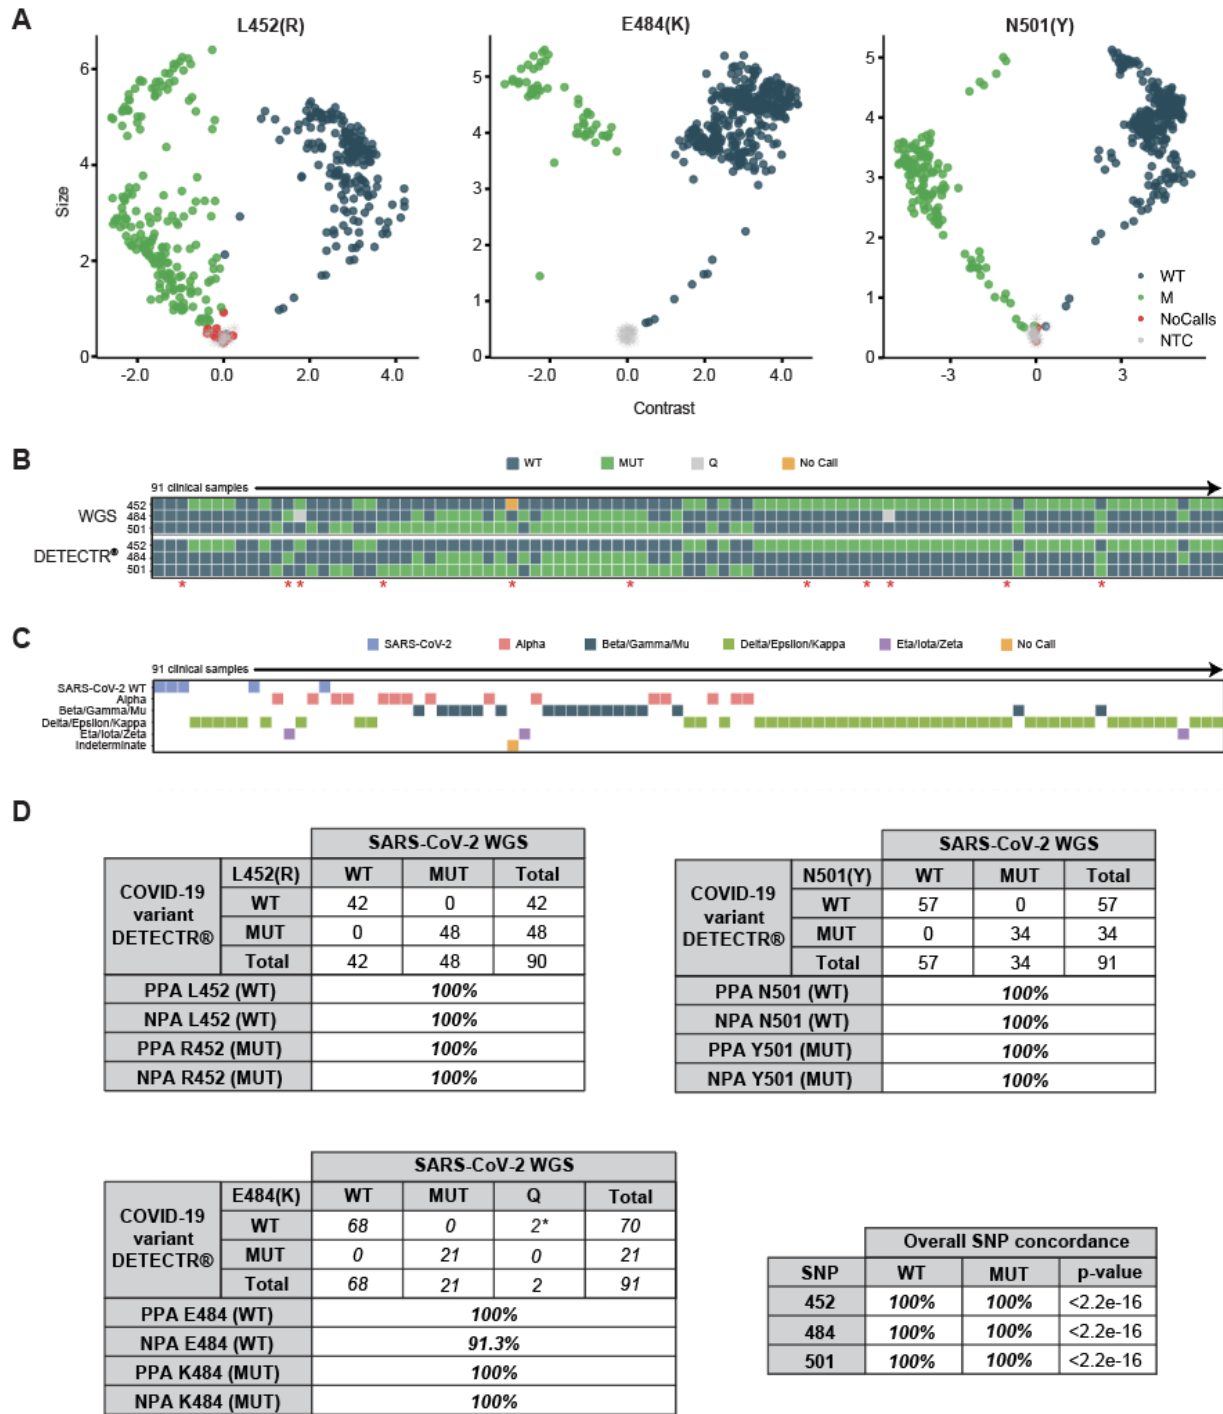 A
L452(R)
E484(K)
N501(Y)
Size
6
4
2
0
-2.0
0.0
2.0
4.0
5
4
3
2
1
0
-2.0
0.0
2.0
4.0
5
4
3
2
1
0
-3
0
3
WT
M
NoCalls
NTC
Contrast
B
WT
MUT
Q
No Call
91 clinical samples
WGS
452
484
501
DETECTR®
452
484
501
* * * * * * * * * * *
C
SARS-CoV-2
Alpha
Beta/Gamma/Mu
Delta/Epsilon/Kappa
Eta/Iota/Zeta
No Call
91 clinical samples
SARS-CoV-2 WT
Alpha
Beta/Gamma/Mu
Delta/Epsilon/Kappa
Eta/Iota/Zeta
Indeterminate
D
SARS-CoV-2 WGS
COVID-19 variant DETECTR®
L452(R) WT MUT Total
WT 42 0 42
MUT 0 48 48
Total 42 48 90
PPA L452 (WT) 100%
NPA L452 (WT) 100%
PPA R452 (MUT) 100%
NPA R452 (MUT) 100%
SARS-CoV-2 WGS
COVID-19 variant DETECTR®
N501(Y) WT MUT Total
WT 57 0 57
MUT 0 34 34
Total 57 34 91
PPA N501 (WT) 100%
NPA N501 (WT) 100%
PPA Y501 (MUT) 100%
NPA Y501 (MUT) 100%
SARS-CoV-2 WGS
COVID-19 variant DETECTR®
E484(K) WT MUT Q Total
WT 68 0 2* 70
MUT 0 21 0 21
Total 68 21 2 91
PPA E484 (WT) 100%
NPA E484 (WT) 91.3%
PPA K484 (MUT) 100%
NPA K484 (MUT) 100%
Overall SNP concordance
SNP WT MUT p-value
452 100% 100% <2.2e-16
484 100% 100% <2.2e-16
501 100% 100% <2.2e-16